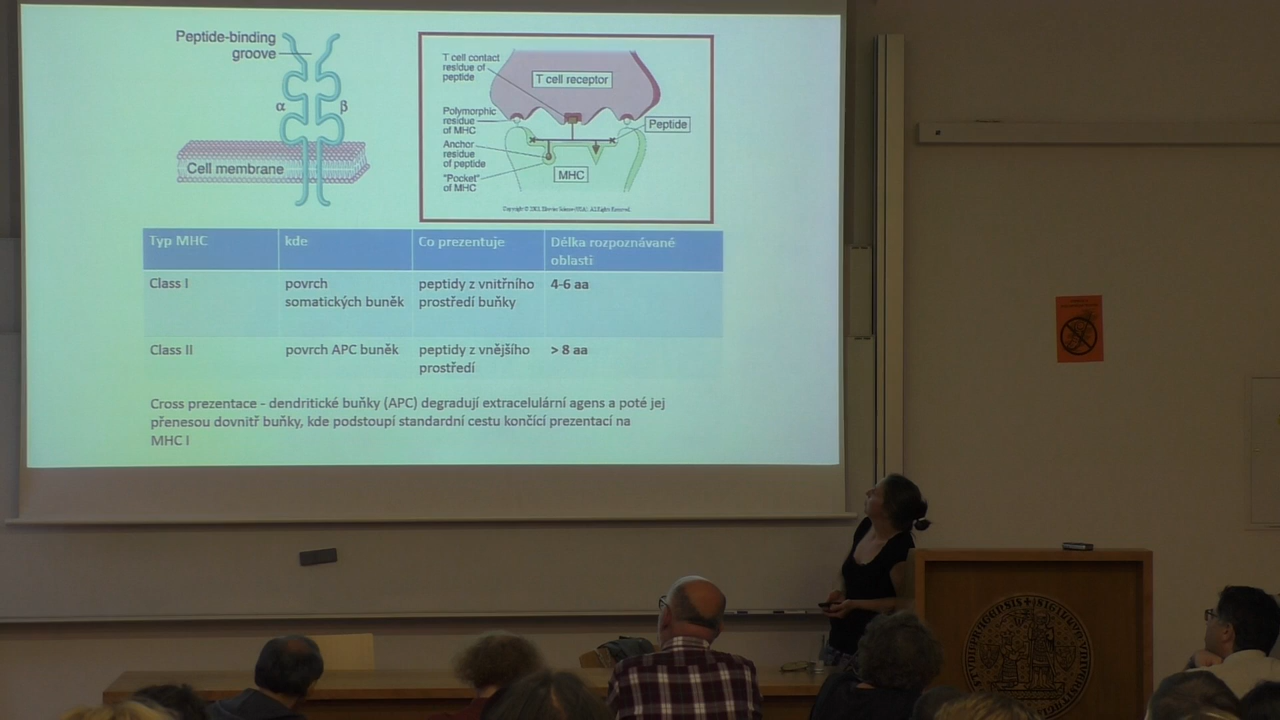 Peptide-binding
groove
α
β
Cell membrane
T cell contact
residue of
peptide
T cell receptor
Polymorphic
residue
of MHC
Peptide
Anchor
residue
of peptide
"Pocket"
of MHC
MHC
Typ MHC
kde
Co prezentuje
Délka rozpoznávané
oblasti
Class I
povrch
somatických buněk
peptidy z vnitřního
prostředí buňky
4-6 aa
Class II
povrch APC buněk
peptidy z vnějšího
prostředí
> 8 aa
Cross prezentace - dendritické buňky (APC) degradují extracelulární agens a poté jej
přenesou dovnitř buňky, kde podstoupí standardní cestu končící prezentací na
MHC I